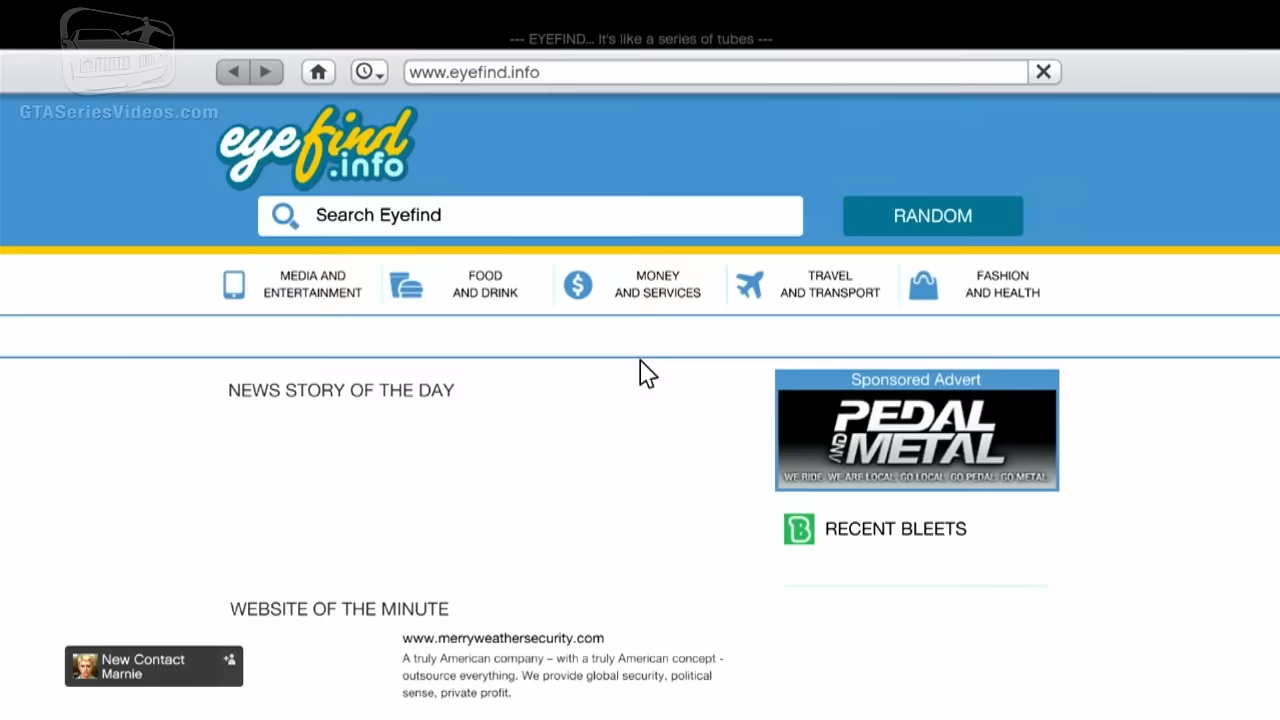 --- EYEFIND... It's like a series of tubes ---
www.eyefind.info
GTASeriesVideos.com
eyefind
.info
Search Eyefind
RANDOM
MEDIA AND
ENTERTAINMENT
FOOD
AND DRINK
MONEY
AND SERVICES
TRAVEL
AND TRANSPORT
FASHION
AND HEALTH
NEWS STORY OF THE DAY
Sponsored Advert
PEDAL
AND METAL
WE RIDE. WE ARE LOCAL. GO LOCAL. GO PEDAL. GO METAL.
B RECENT BLEETS
WEBSITE OF THE MINUTE
www.merryweathersecurity.com
A truly American company – with a truly American concept -
outsource everything. We provide global security, political
sense, private profit.
New Contact
Marnie